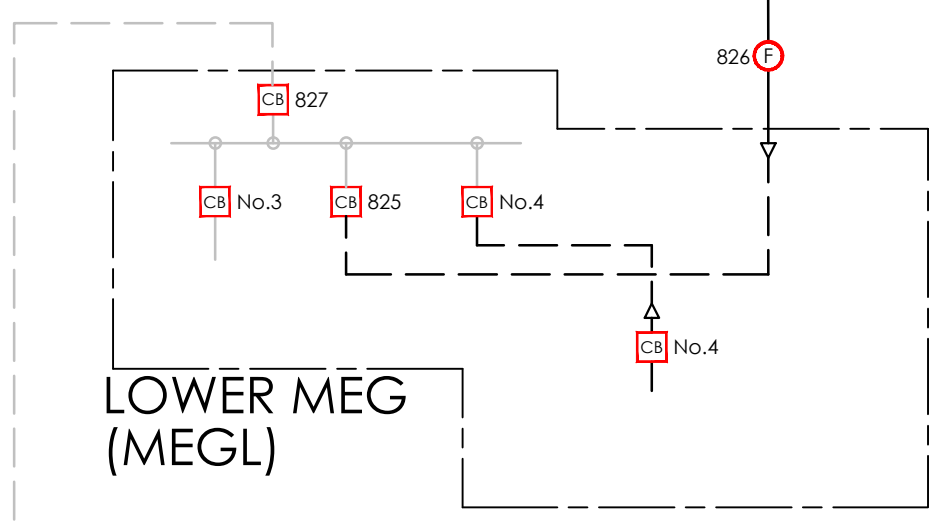 826 F
CB 827
CB No.3 CB 825 CB No.4
CB No.4
LOWER MEG
(MEGL)